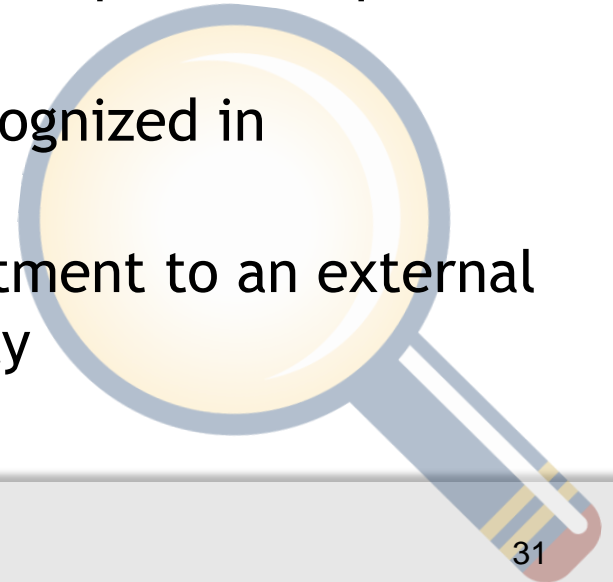 ognized in
tment to an external
y
31